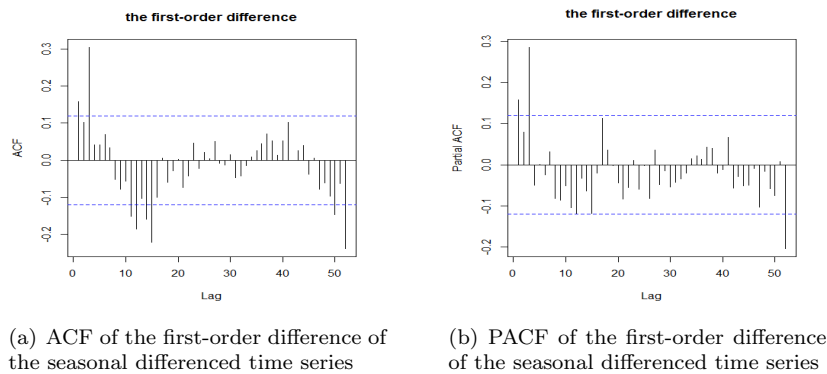 the first-order difference
ACF
0.3
0.2
0.1
0.0
-0.1
-0.2
0 10 20 30 40 50
Lag
the first-order difference
Partial ACF
0.3
0.2
0.1
0.0
-0.1
-0.2
0 10 20 30 40 50
Lag
(a) ACF of the first-order difference of
the seasonal differenced time series
(b) PACF of the first-order difference
of the seasonal differenced time series